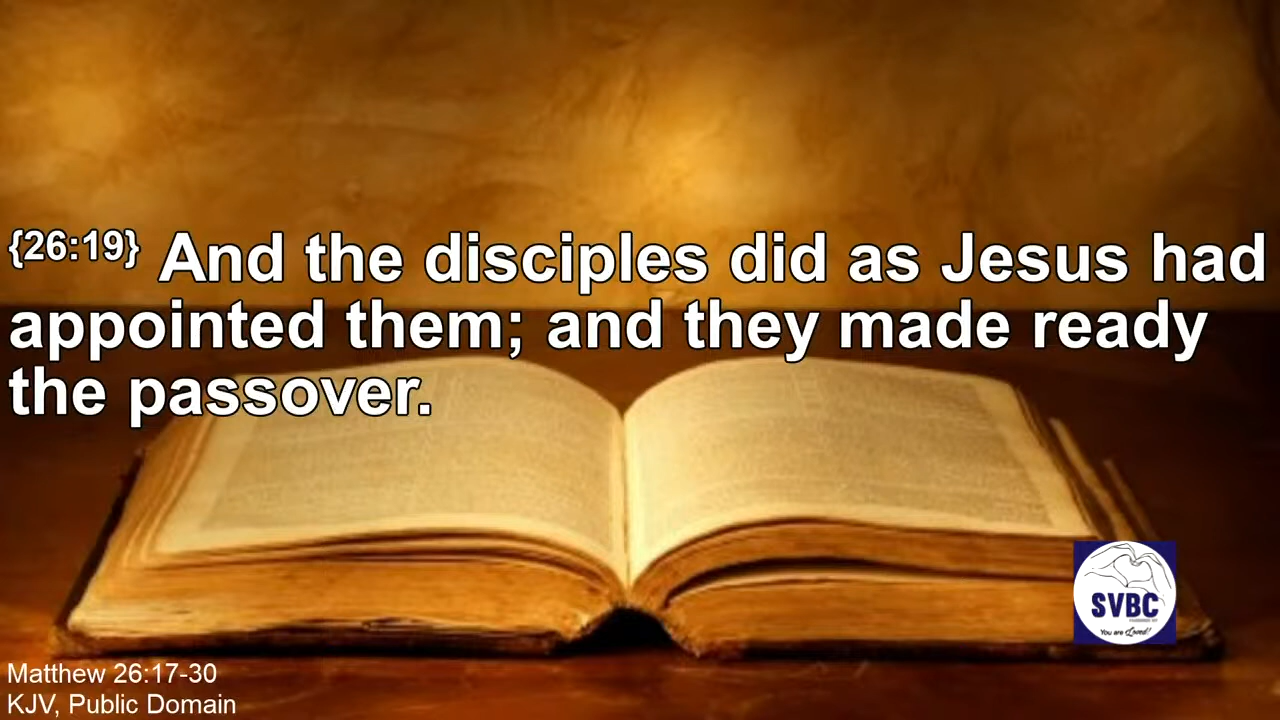 {26:19} And the disciples did as Jesus had
appointed them; and they made ready
the passover.
SVBC
You are Loved!
Matthew 26:17-30
KJV, Public Domain